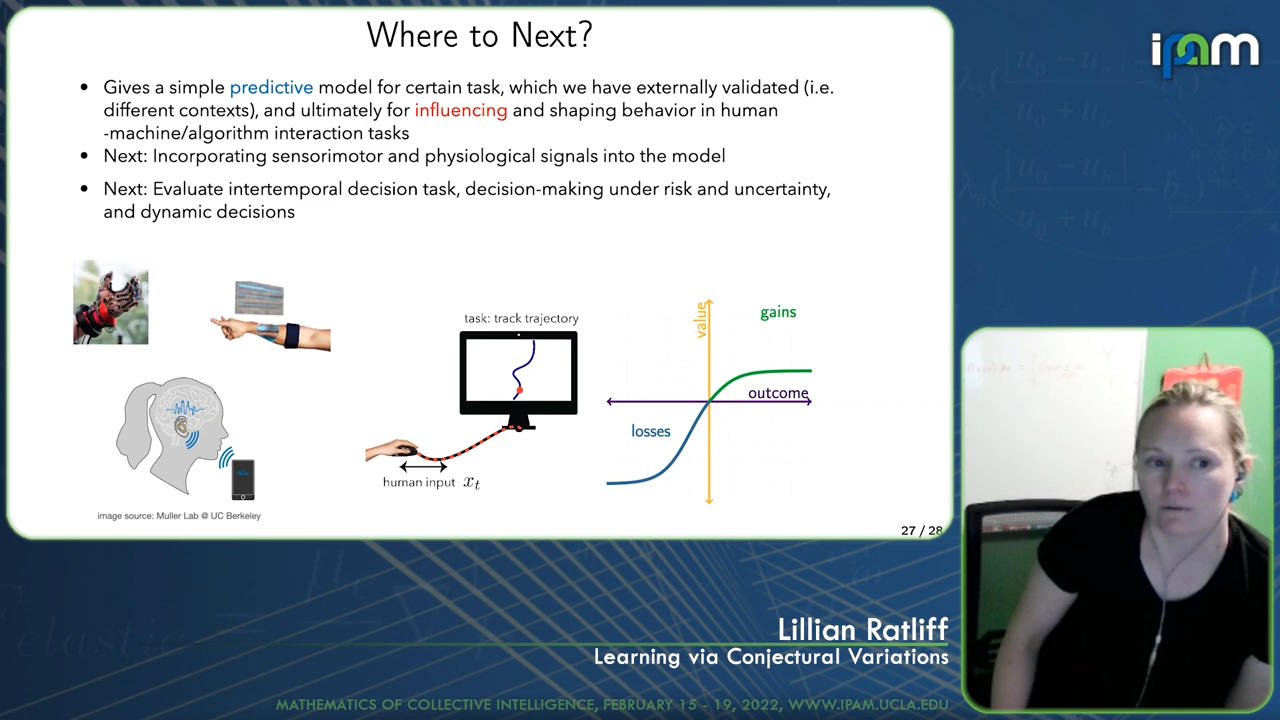 Where to Next?
ipam
• Gives a simple predictive model for certain task, which we have externally validated (i.e.
different contexts), and ultimately for influencing and shaping behavior in human
-machine/algorithm interaction tasks
• Next: Incorporating sensorimotor and physiological signals into the model
• Next: Evaluate intertemporal decision task, decision-making under risk and uncertainty,
and dynamic decisions
task: track trajectory
value
gains
outcome
losses
human input x_t
image source: Muller Lab @ UC Berkeley
27 / 28
Lillian Ratliff
Learning via Conjectural Variations
MATHEMATICS OF COLLECTIVE INTELLIGENCE, FEBRUARY 15 - 19, 2022, WWW.IPAM.UCLA.EDU